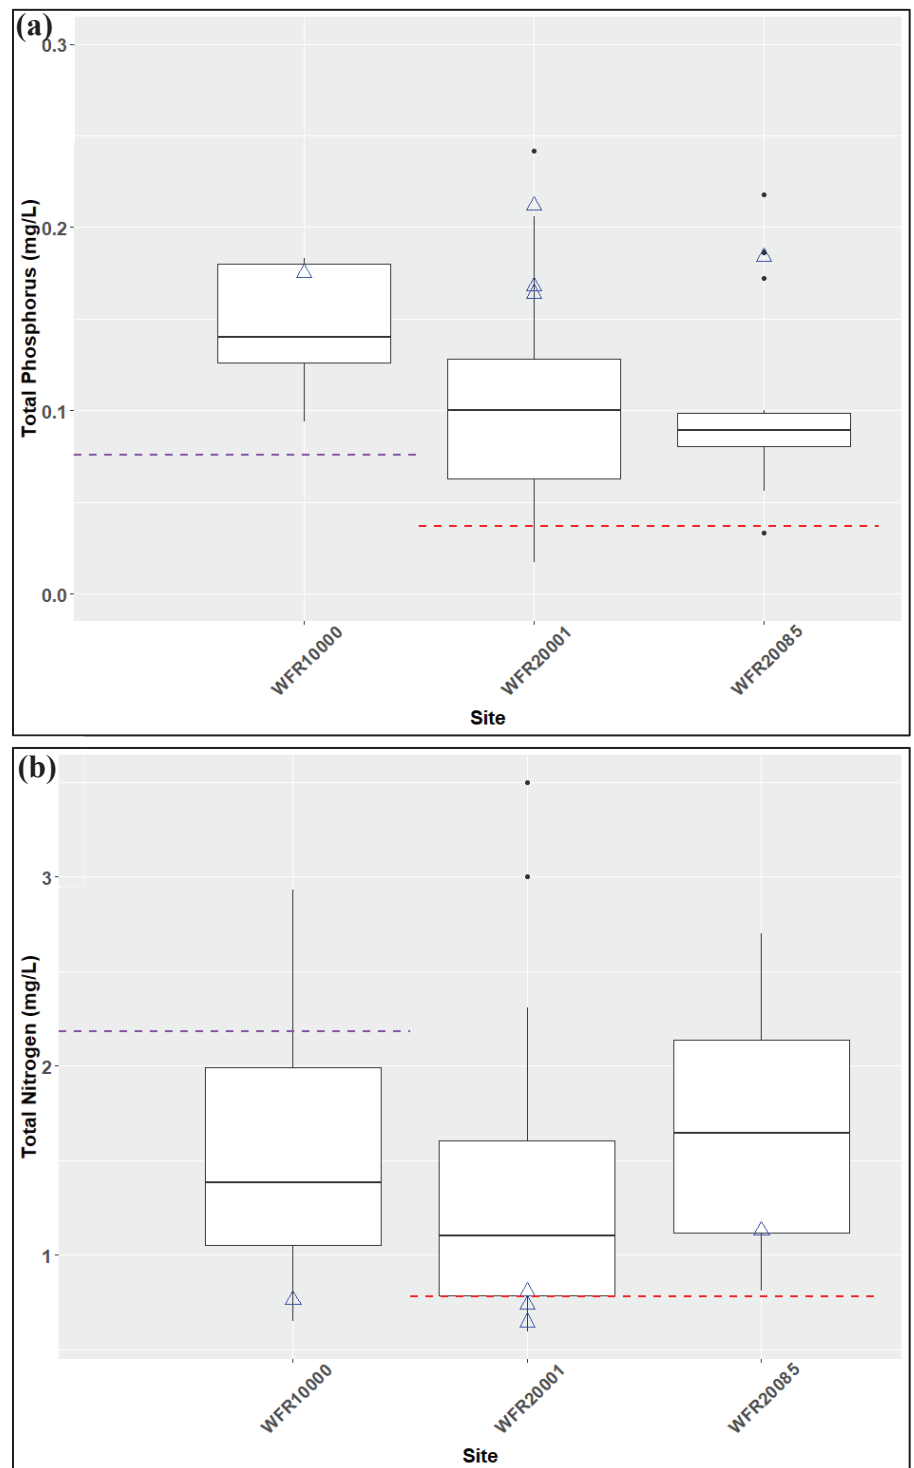 (a)
0.3
0.2
0.1
0.0
Total Phosphorus (mg/L)
WFR10000
WFR20001
WFR20085
Site
(b)
3
2
1
Total Nitrogen (mg/L)
WFR10000
WFR20001
WFR20085
Site